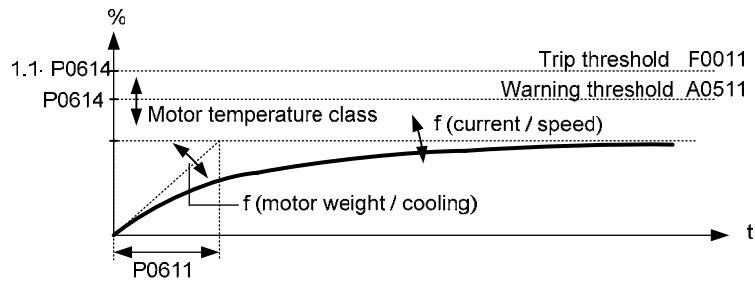 %
Trip threshold F0011
1.1· P0614
Warning threshold A0511
P0614
Motor temperature class
f (current / speed)
f (motor weight / cooling)
t
P0611